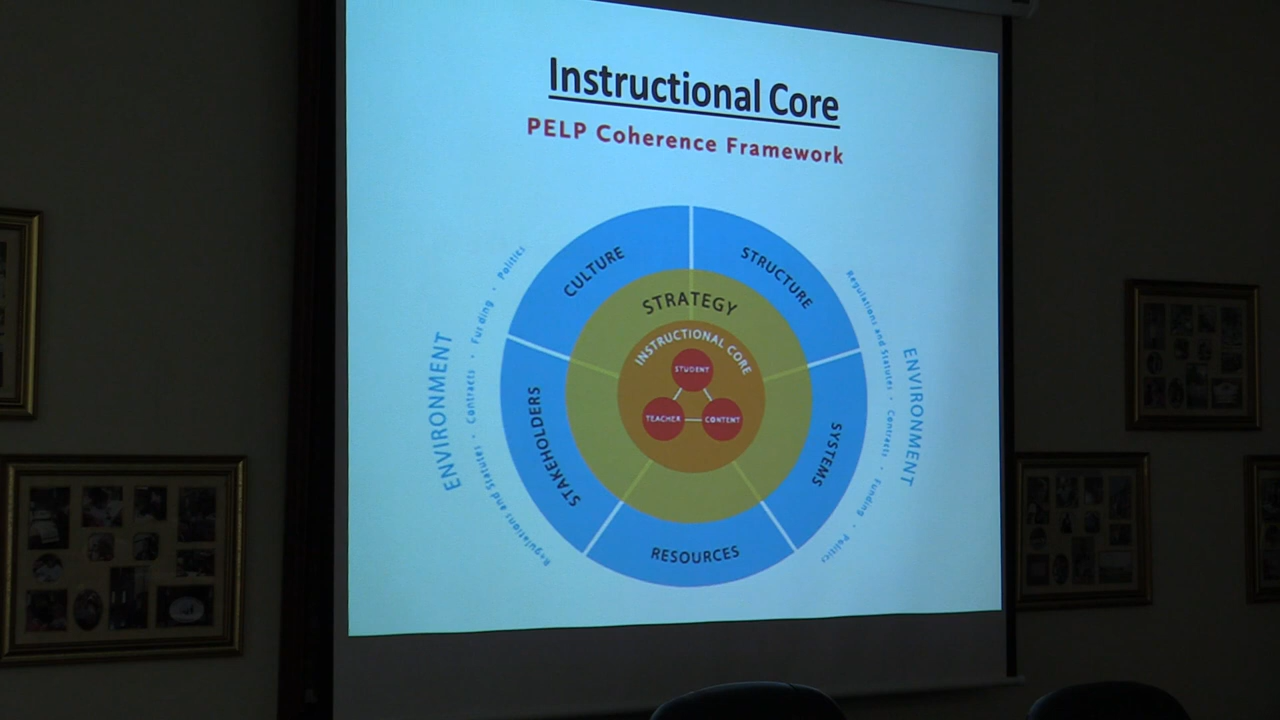 Instructional Core
PELP Coherence Framework
CULTURE
STRUCTURE
STRATEGY
INSTRUCTIONAL CORE
STUDENT
TEACHER
CONTENT
STAKEHOLDERS
SYSTEMS
RESOURCES
ENVIRONMENT
Regulations and Statutes • Contracts • Funding • Politics
ENVIRONMENT
Regulations and Statutes • Contracts • Funding • Politics